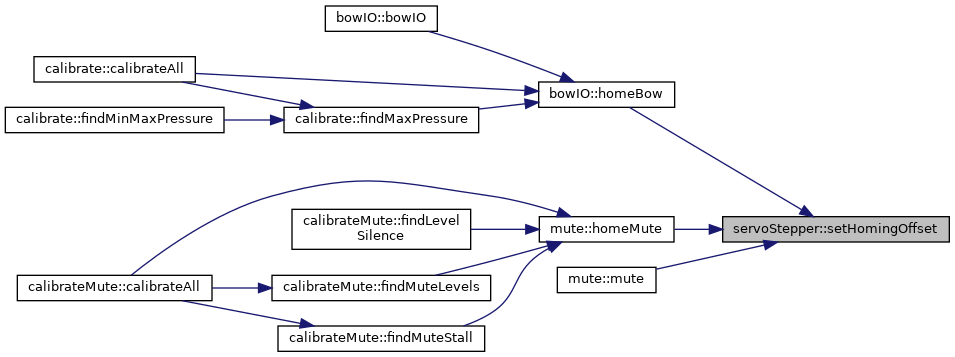 bowIO::bowIO
calibrate::calibrateAll
bowIO::homeBow
calibrate::findMinMaxPressure
calibrate::findMaxPressure
calibrateMute::findLevel
Silence
mute::homeMute
servoStepper::setHomingOffset
mute::mute
calibrateMute::calibrateAll
calibrateMute::findMuteLevels
calibrateMute::findMuteStall